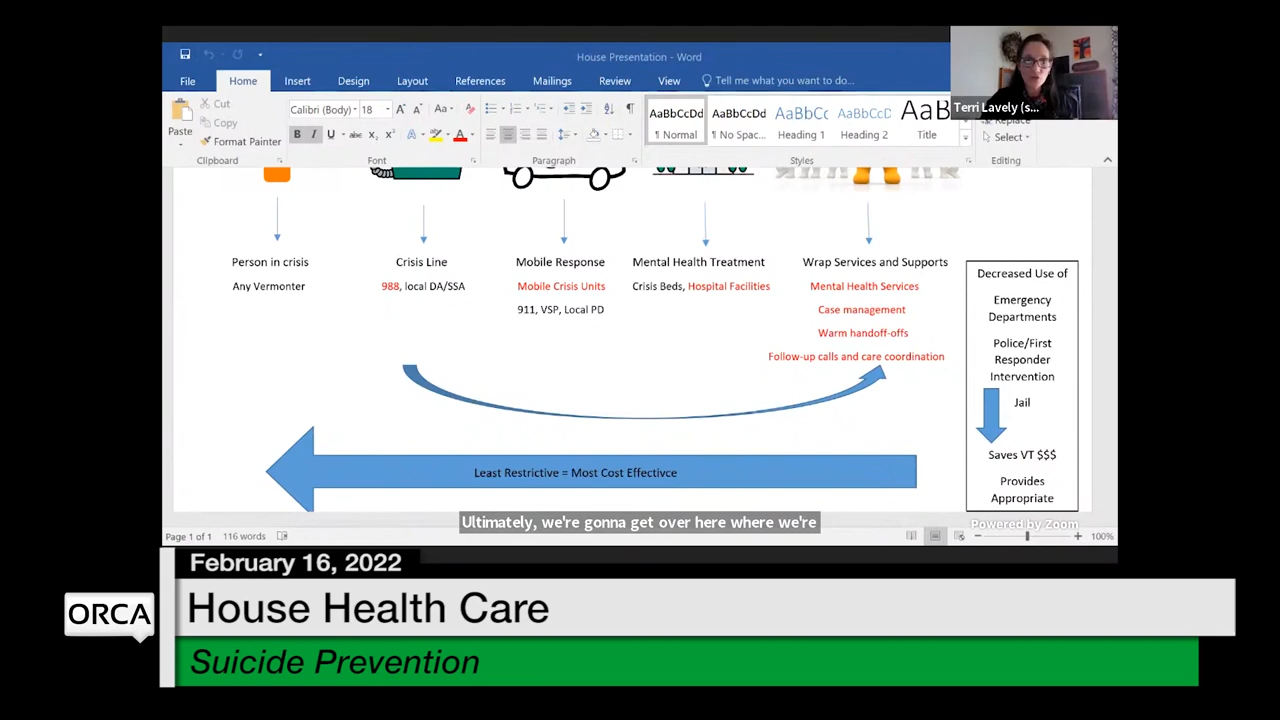 House Presentation - Word
File Home Insert Design Layout References Mailings Review View Tell me what you want to do...
Terri Lavely (s...
Paste
Cut
Copy
Format Painter
Clipboard
Calibri (Body) 18
Font
Paragraph
AaBbCcDd
¶ Normal
AaBbCcDd
¶ No Spac...
AaBbCc
Heading 1
AaBbCcD
Heading 2
AaB
Title
Styles
Replace
Select
Editing
Person in crisis
Any Vermonter
Crisis Line
988, local DA/SSA
Mobile Response
Mobile Crisis Units
911, VSP, Local PD
Mental Health Treatment
Crisis Beds, Hospital Facilities
Wrap Services and Supports
Mental Health Services
Case management
Warm handoff-offs
Follow-up calls and care coordination
Decreased Use of
Emergency
Departments
Police/First
Responder
Intervention
Jail
Saves VT $$$
Provides
Appropriate
Least Restrictive = Most Cost Effectivce
Ultimately, we're gonna get over here where we're
Powered by Zoom
Page 1 of 1 116 words
100%
February 16, 2022
ORCA
House Health Care
Suicide Prevention